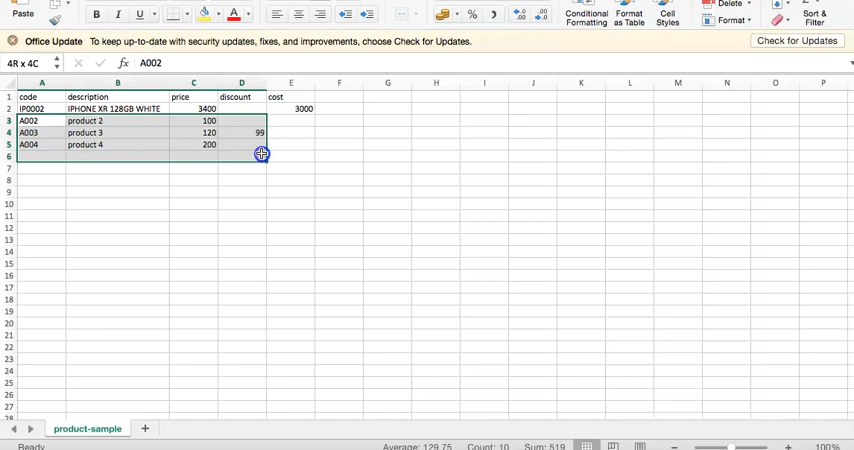 Paste
B I U A % Conditional Formatting Format as Table Cell Styles Delete Format Sort & Filter
Office Update To keep up-to-date with security updates, fixes, and improvements, choose Check for Updates. Check for Updates
4R x 4C fx A002
A B C D E F G H I J K L M N O P
1 code description price discount cost
2 IP0002 IPHONE XR 128GB WHITE 3400 3000
3 A002 product 2 100
4 A003 product 3 120 99
5 A004 product 4 200
6
7
8
9
10
11
12
13
14
15
16
17
18
19
20
21
22
23
24
25
26
27
28
product-sample +
Ready Average: 129.75 Count: 10 Sum: 519 100%